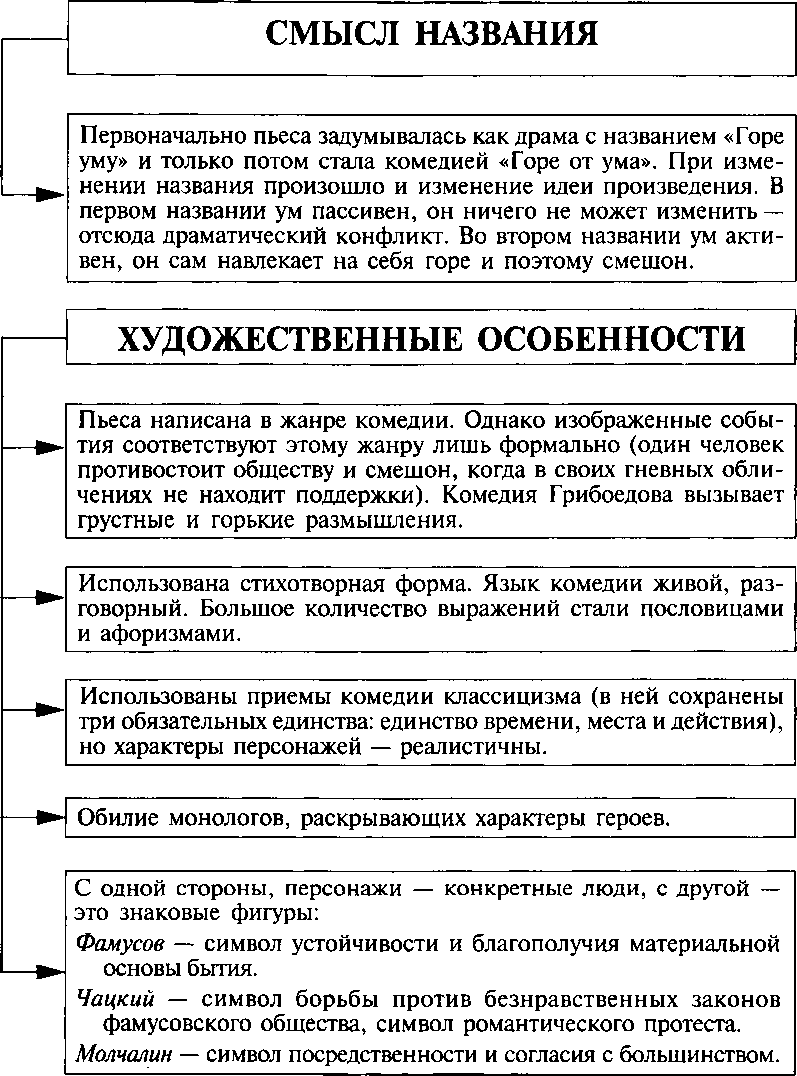 СМЫСЛ НАЗВАНИЯ
Первоначально пьеса задумывалась как драма с названием «Горе
уму» и только потом стала комедией «Горе от ума». При изме-
нении названия произошло и изменение идеи произведения. В
первом названии ум пассивен, он ничего не может изменить —
отсюда драматический конфликт. Во втором названии ум акти-
вен, он сам навлекает на себя горе и поэтому смешон.
ХУДОЖЕСТВЕННЫЕ ОСОБЕННОСТИ
Пьеса написана в жанре комедии. Однако изображенные собы-
тия соответствуют этому жанру лишь формально (один человек
противостоит обществу и смешон, когда в своих гневных обли-
чениях не находит поддержки). Комедия Грибоедова вызывает
грустные и горькие размышления.
Использована стихотворная форма. Язык комедии живой, раз-
говорный. Большое количество выражений стали пословицами
и афоризмами.
Использованы приемы комедии классицизма (в ней сохранены
три обязательных единства: единство времени, места и действия),
но характеры персонажей — реалистичны.
Обилие монологов, раскрывающих характеры героев.
С одной стороны, персонажи — конкретные люди, с другой —
это знаковые фигуры:
Фамусов — символ устойчивости и благополучия материальной
основы бытия.
Чацкий — символ борьбы против безнравственных законов
фамусовского общества, символ романтического протеста.
Молчалин — символ посредственности и согласия с большинством.